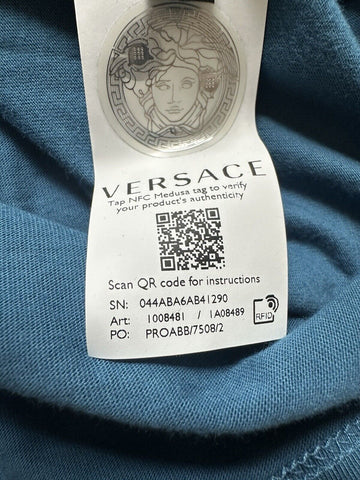 VERSACE
Tap NFC Medusa tag to verify
your product's authenticity
Scan QR code for instructions
SN: 044ABA6AB41290
Art: 1008481 / 1A08489
PO: PROABB/7508/2
RFID